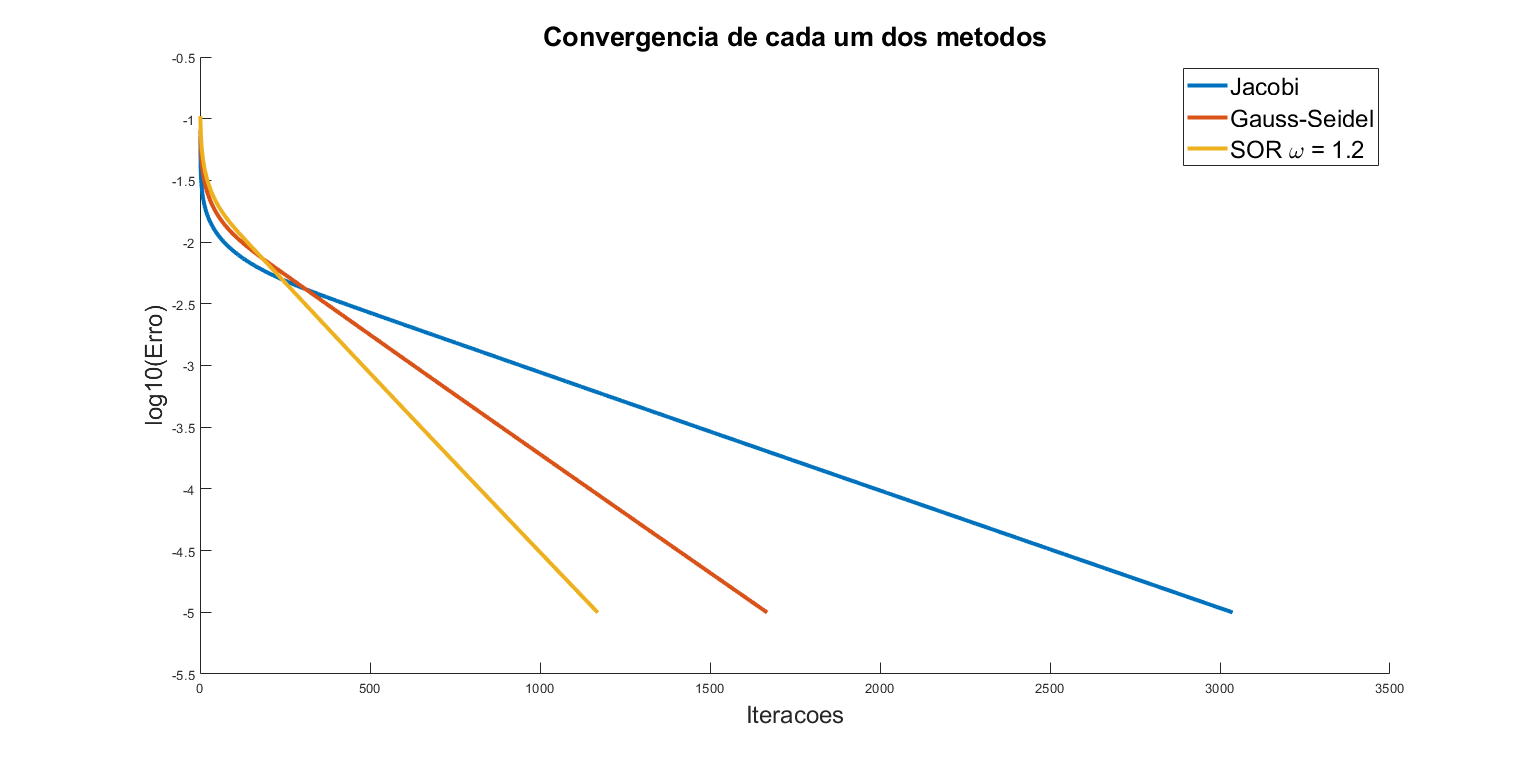 Convergencia de cada um dos metodos
-0.5
-1
-1.5
-2
-2.5
-3
-3.5
-4
-4.5
-5
-5.5
log10(Erro)
Jacobi
Gauss-Seidel
SOR ω = 1.2
0 500 1000 1500 2000 2500 3000 3500
Iteracoes